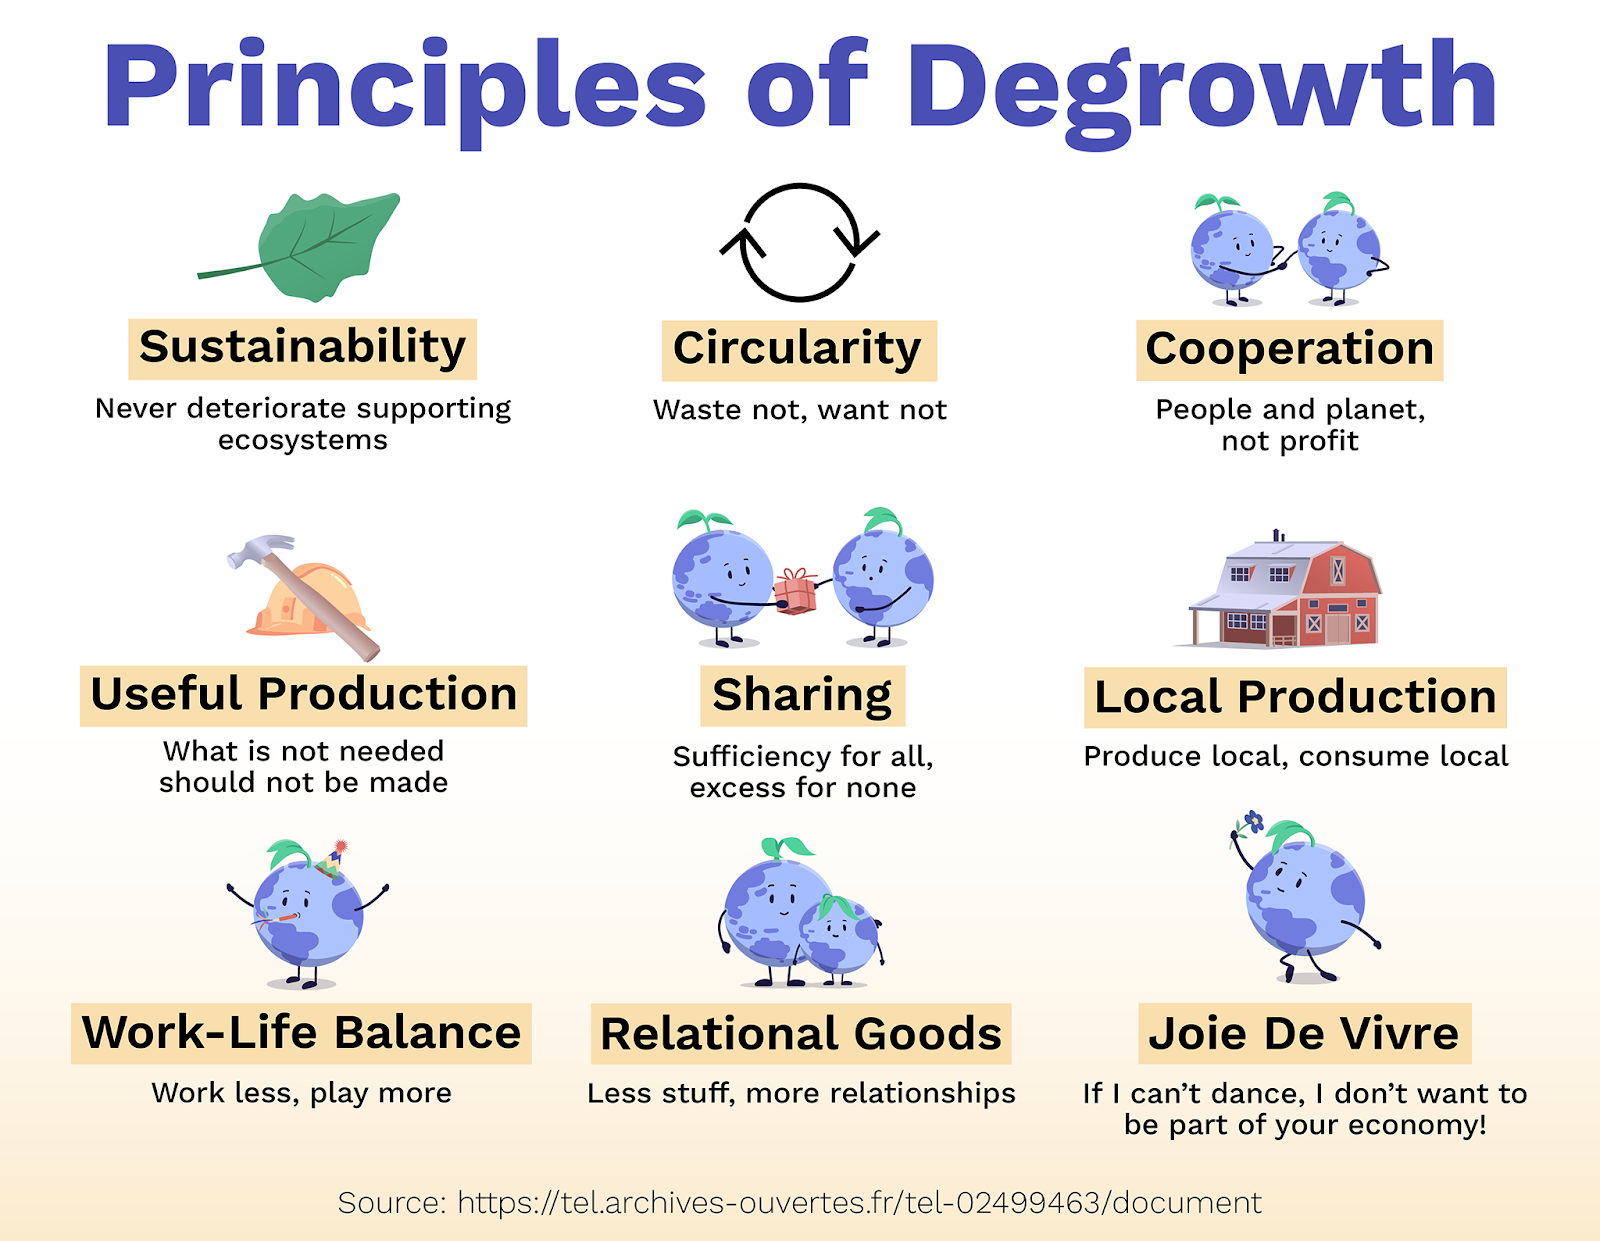 Principles of Degrowth
Sustainability
Never deteriorate supporting
ecosystems
Circularity
Waste not, want not
Cooperation
People and planet,
not profit
Useful Production
What is not needed
should not be made
Sharing
Sufficiency for all,
excess for none
Local Production
Produce local, consume local
Work-Life Balance
Work less, play more
Relational Goods
Less stuff, more relationships
Joie De Vivre
If I can’t dance, I don’t want to
be part of your economy!
Source: https://tel.archives-ouvertes.fr/tel-02499463/document